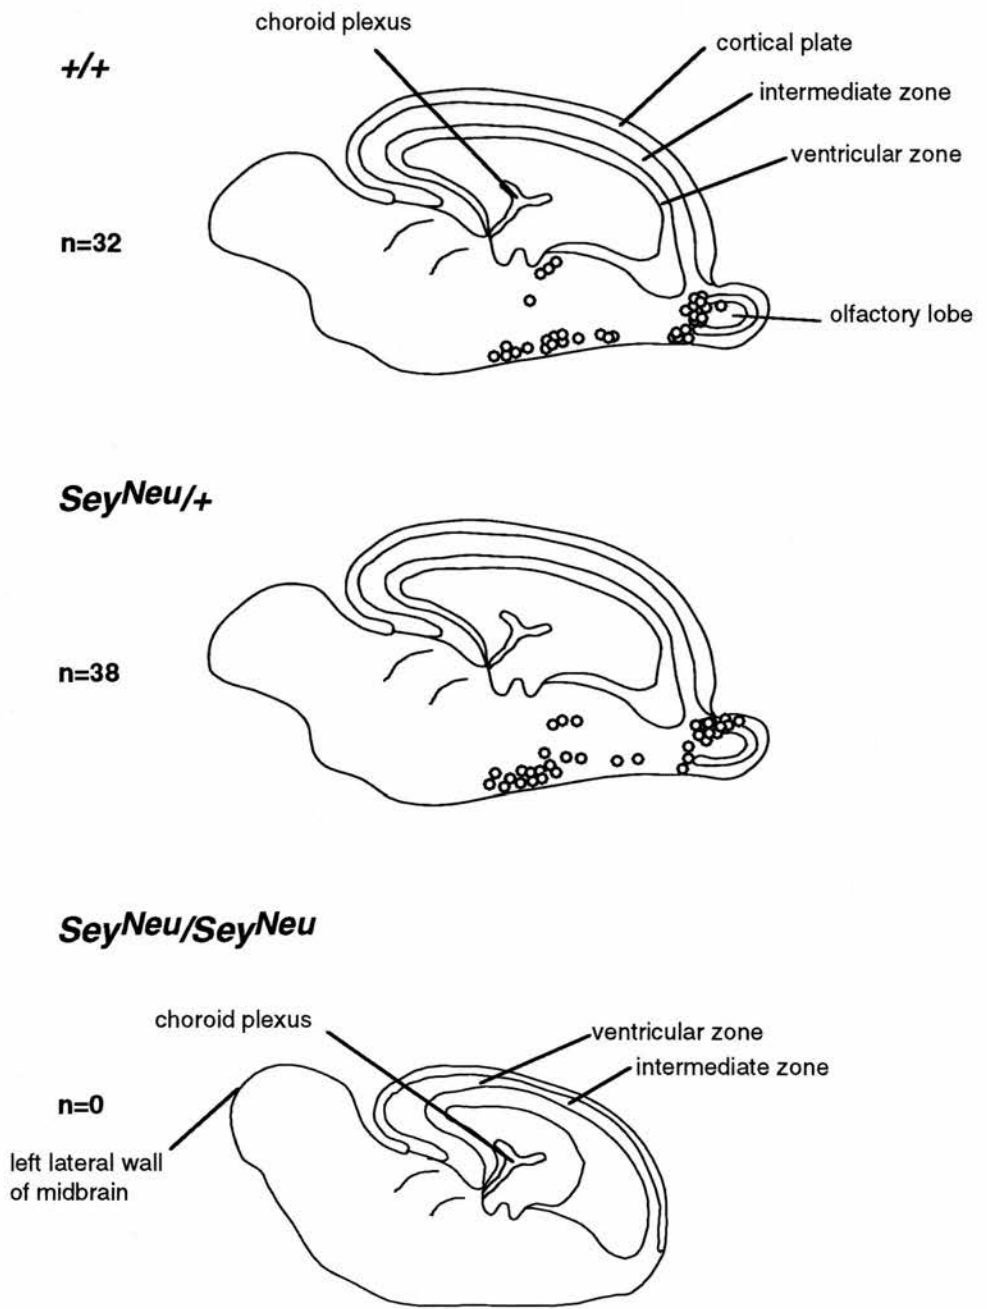 choroid plexus
cortical plate
+/+
intermediate zone
ventricular zone
n=32
olfactory lobe
SeyNeu/+
n=38
SeyNeu/SeyNeu
choroid plexus
ventricular zone
intermediate zone
n=0
left lateral wall
of midbrain